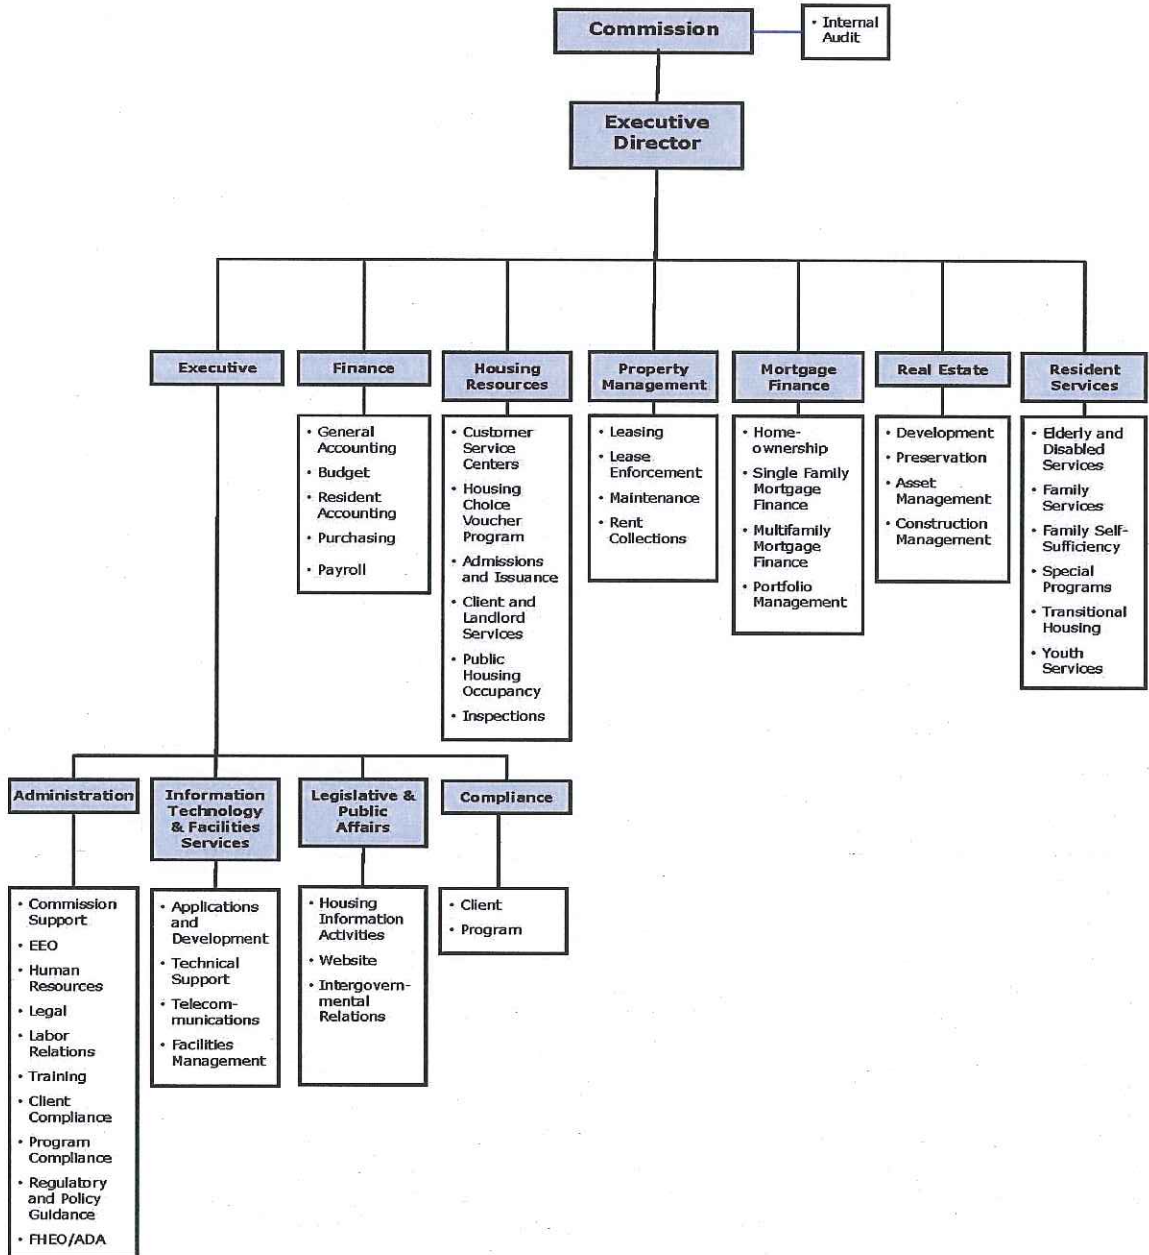 Commission
• Internal
Audit
Executive
Director
Executive
Finance
• General
Accounting
• Budget
• Resident
Accounting
• Purchasing
• Payroll
Housing
Resources
• Customer
Service
Centers
• Housing
Choice
Voucher
Program
• Admissions
and Issuance
• Client and
Landlord
Services
• Public
Housing
Occupancy
• Inspections
Property
Management
• Leasing
• Lease
Enforcement
• Maintenance
• Rent
Collections
Mortgage
Finance
• Home-
ownership
• Single Family
Mortgage
Finance
• Multifamily
Mortgage
Finance
• Portfolio
Management
Real Estate
• Development
• Preservation
• Asset
Management
• Construction
Management
Resident
Services
• Elderly and
Disabled
Services
• Family
Services
• Family Self-
Sufficiency
• Special
Programs
• Transitional
Housing
• Youth
Services
Administration
• Commission
Support
• EEO
• Human
Resources
• Legal
• Labor
Relations
• Training
• Client
Compliance
• Program
Compliance
• Regulatory
and Policy
Guidance
• FHEO/ADA
Information
Technology
& Facilities
Services
• Applications
and
Development
• Technical
Support
• Telecom-
munications
• Facilities
Management
Legislative &
Public
Affairs
• Housing
Information
Activities
• Website
• Intergovern-
mental
Relations
Compliance
• Client
• Program